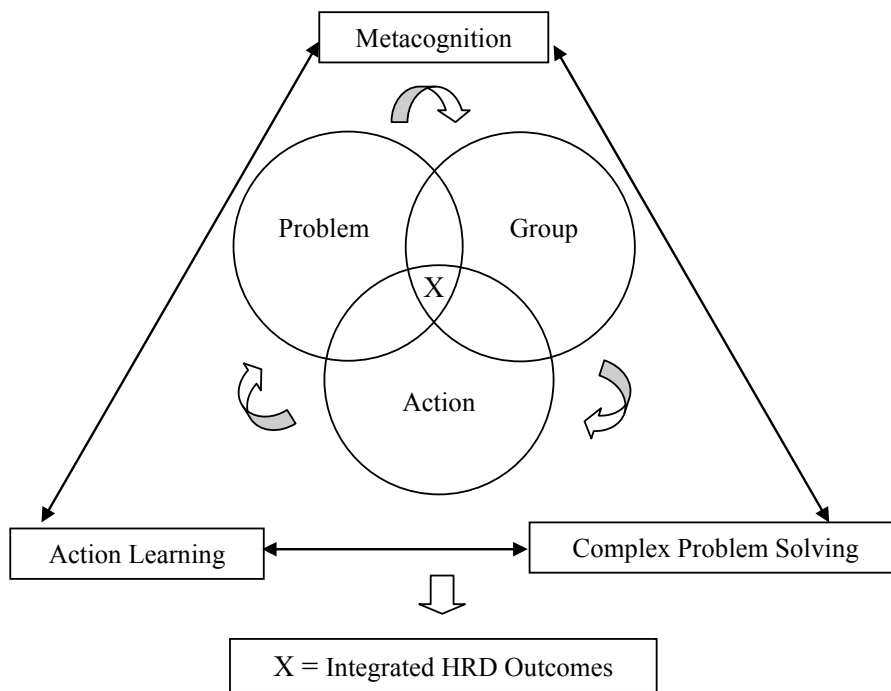 Metacognition
Problem
Group
X
Action
Action Learning
Complex Problem Solving
X = Integrated HRD Outcomes